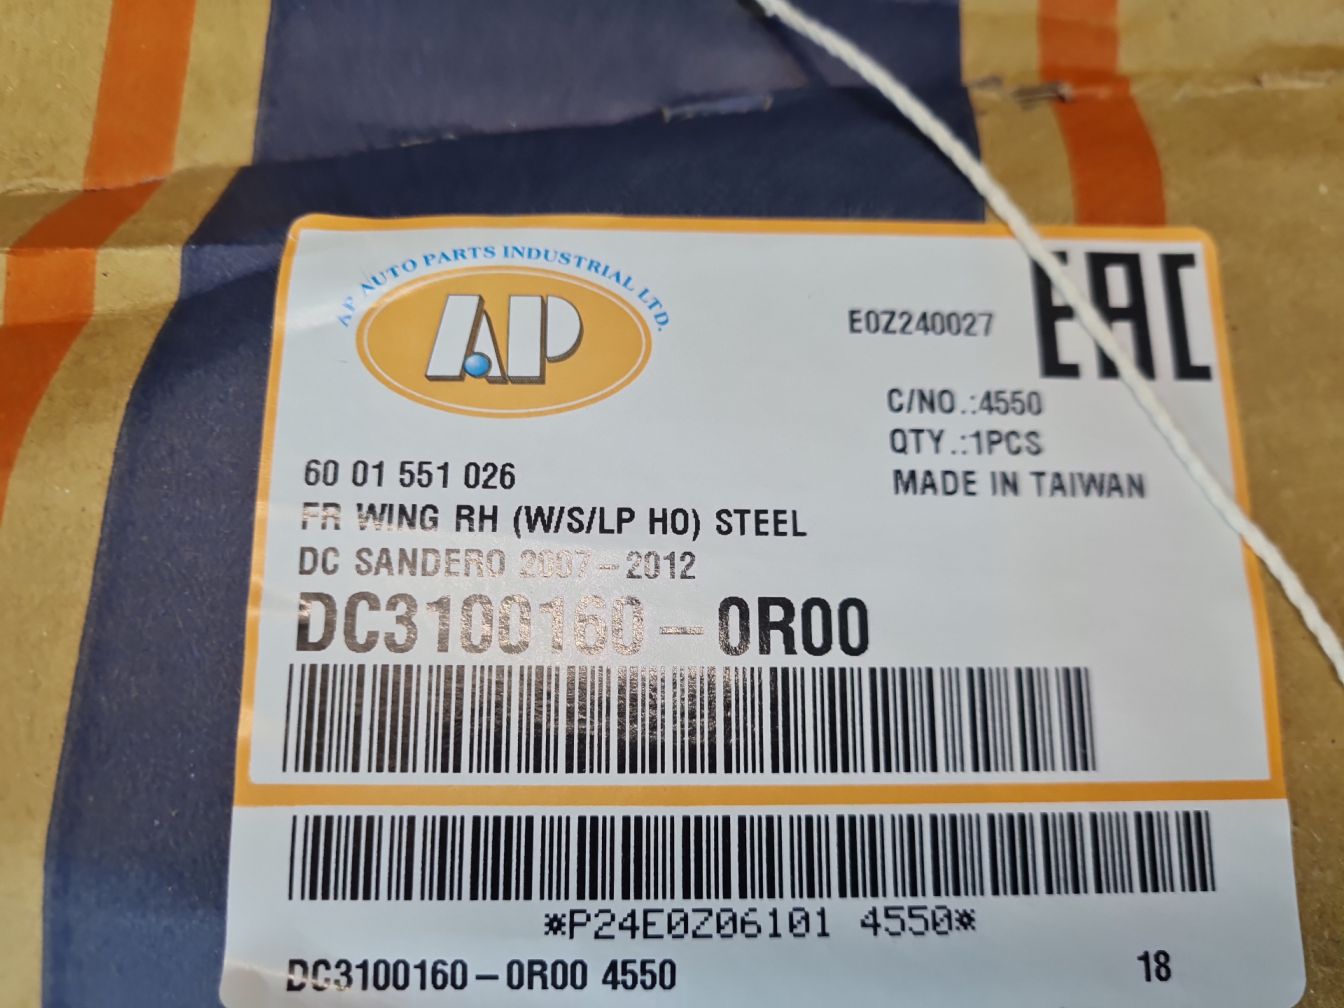 AP AUTO PARTS INDUSTRIAL LTD.
AP
E0Z240027
EAC
C/NO.:4550
QTY.:1PCS
MADE IN TAIWAN
60 01 551 026
FR WING RH (W/S/LP HO) STEEL
DC SANDERO 2007-2012
DC3100160-0R00
*P24E0Z06101 4550*
DC3100160-0R00 4550
18